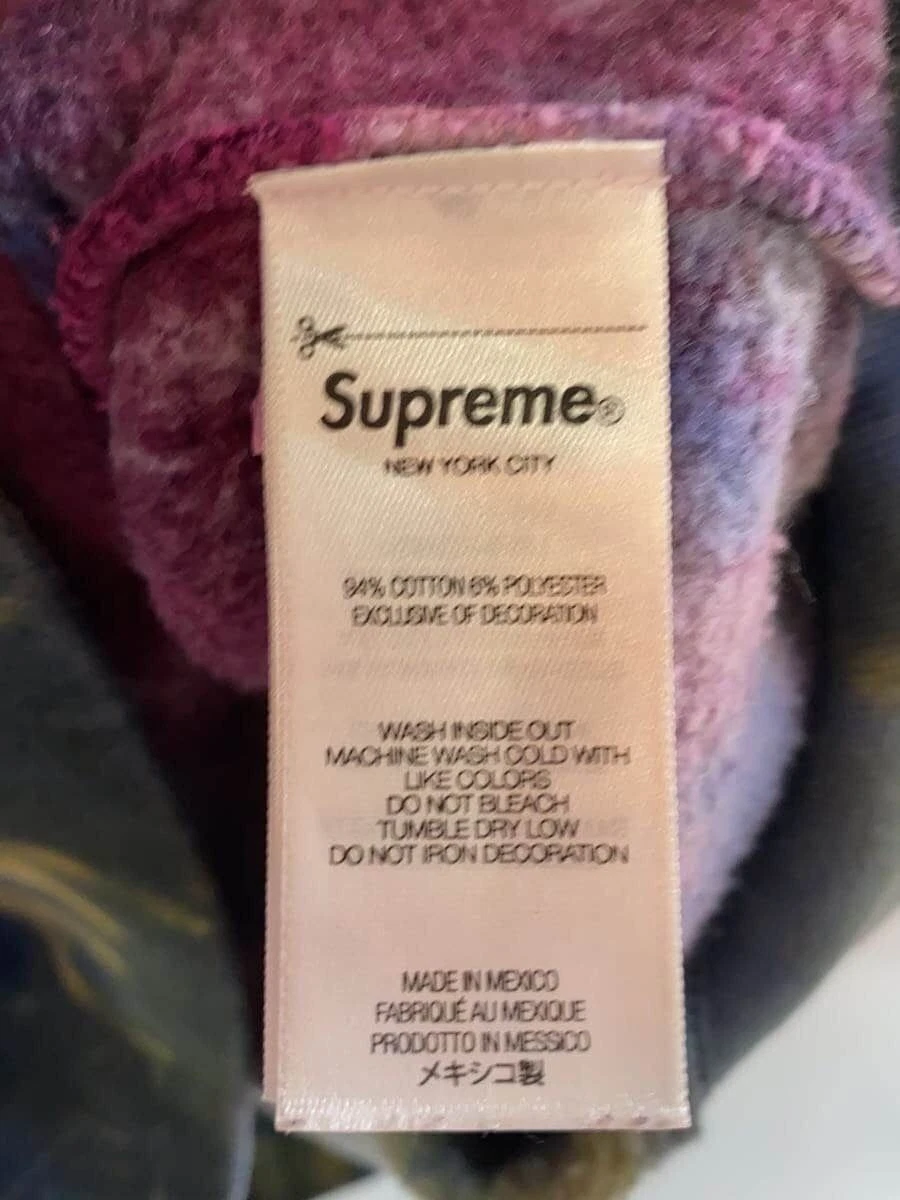 Supreme®
NEW YORK CITY
94% COTTON 6% POLYESTER
EXCLUSIVE OF DECORATION
WASH INSIDE OUT
MACHINE WASH COLD WITH
LIKE COLORS
DO NOT BLEACH
TUMBLE DRY LOW
DO NOT IRON DECORATION
MADE IN MEXICO
FABRIQUÉ AU MEXIQUE
PRODOTTO IN MESSICO
メキシコ製